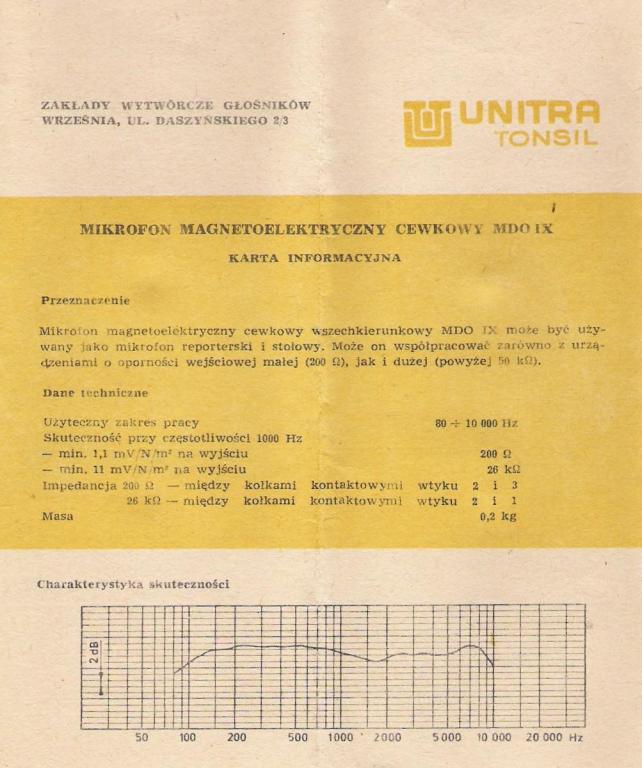 ZAKŁADY WYTWÓRCZE GŁOŚNIKÓW
WRZEŚNIA, UL. DASZYŃSKIEGO 2/3
UNITRA
TONSIL
MIKROFON MAGNETOELEKTRYCZNY CEWKOWY MDO IX
KARTA INFORMACYJNA
Przeznaczenie
Mikrofon magnetoelektryczny cewkowy wszechkierunkowy MDO IX może być uży-
wany jako mikrofon reporterski i stołowy. Może on współpracować zarówno z urzą-
dzeniami o oporności wejściowej małej (200 Ω), jak i dużej (powyżej 50 kΩ).
Dane techniczne
Użyteczny zakres pracy 80 ÷ 10 000 Hz
Skuteczność przy częstotliwości 1000 Hz
— min. 1,1 mV/N/m² na wyjściu 200 Ω
— min. 11 mV/N/m² na wyjściu 26 kΩ
Impedancja 200 Ω — między kołkami kontaktowymi wtyku 2 i 3
26 kΩ — między kołkami kontaktowymi wtyku 2 i 1
Masa 0,2 kg
Charakterystyka skuteczności
2 dB
50 100 200 500 1000 2000 5000 10 000 20 000 Hz